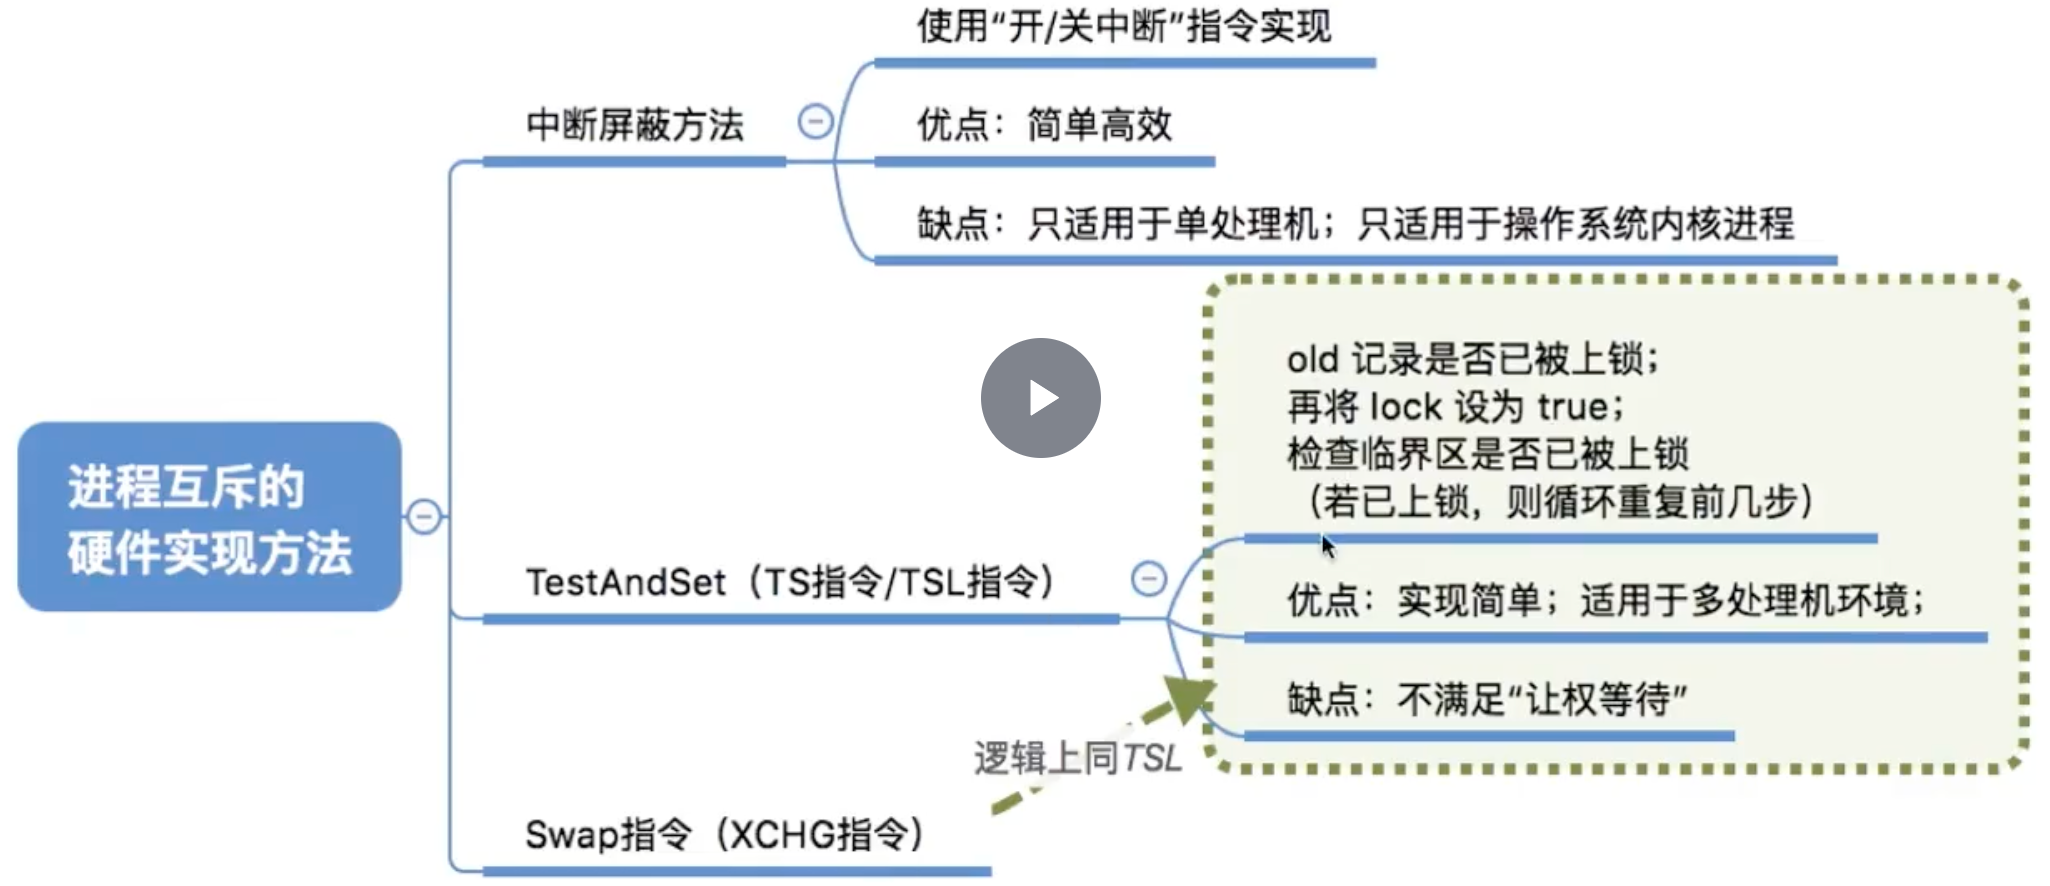 使用“开/关中断”指令实现
中断屏蔽方法
优点：简单高效
缺点：只适用于单处理机；只适用于操作系统内核进程
进程互斥的
硬件实现方法
old 记录是否已被上锁；
再将 lock 设为 true；
检查临界区是否已被上锁
（若已上锁，则循环重复前几步）
TestAndSet（TS指令/TSL指令）
优点：实现简单；适用于多处理机环境；
缺点：不满足“让权等待”
逻辑上同TSL
Swap指令（XCHG指令）